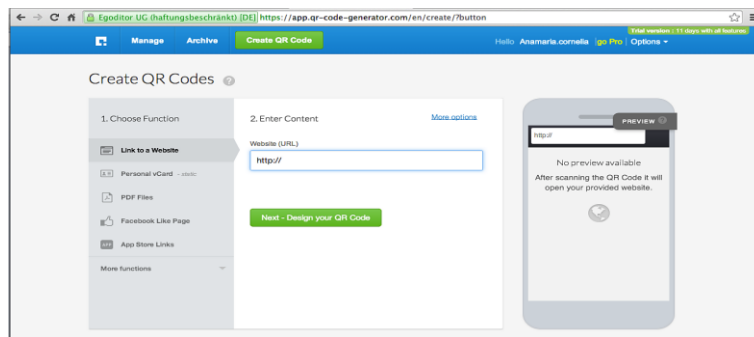 Egoditor UG (haftungsbeschränkt) [DE] https://app.qr-code-generator.com/en/create/?button
Trial version : 11 days with all features
Manage Archive Create QR Code Hello Anamaria.cornelia go Pro Options
Create QR Codes ?
1. Choose Function
Link to a Website
Personal vCard - static
PDF Files
Facebook Like Page
APP App Store Links
More functions
2. Enter Content More options
Website (URL)
http://
Next - Design your QR Code
PREVIEW ?
http://
No preview available
After scanning the QR Code it will
open your provided website.